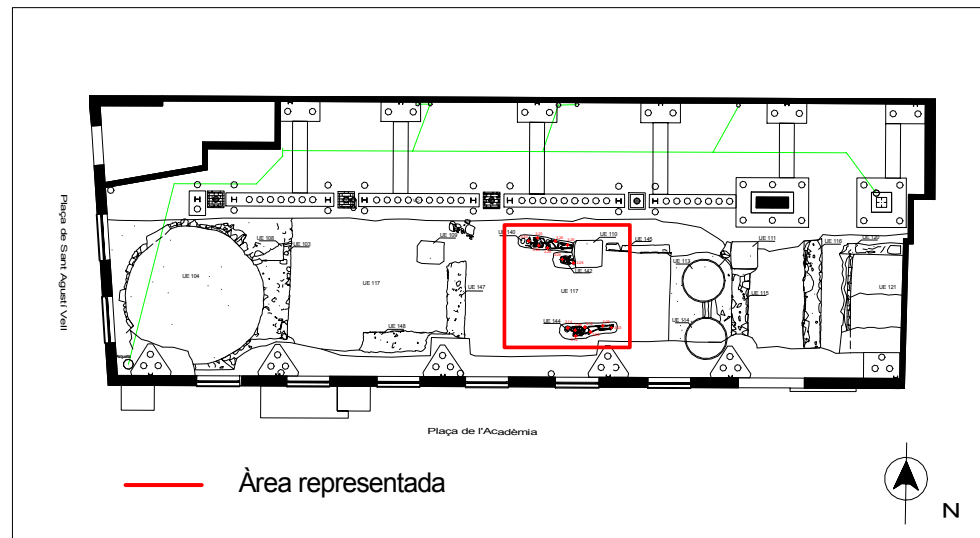 UE 140
UE 110
UE 108
UE 103
UE 109
UE 145
UE 111
UE 116
UE 120
UE 113
UE 142
UE 104
UE 117
UE 147
UE 117
UE 115
UE 121
UE 148
UE 144
UE 114
Plaça de Sant Agustí Vell
Plaça de l'Acadèmia
Àrea representada
N